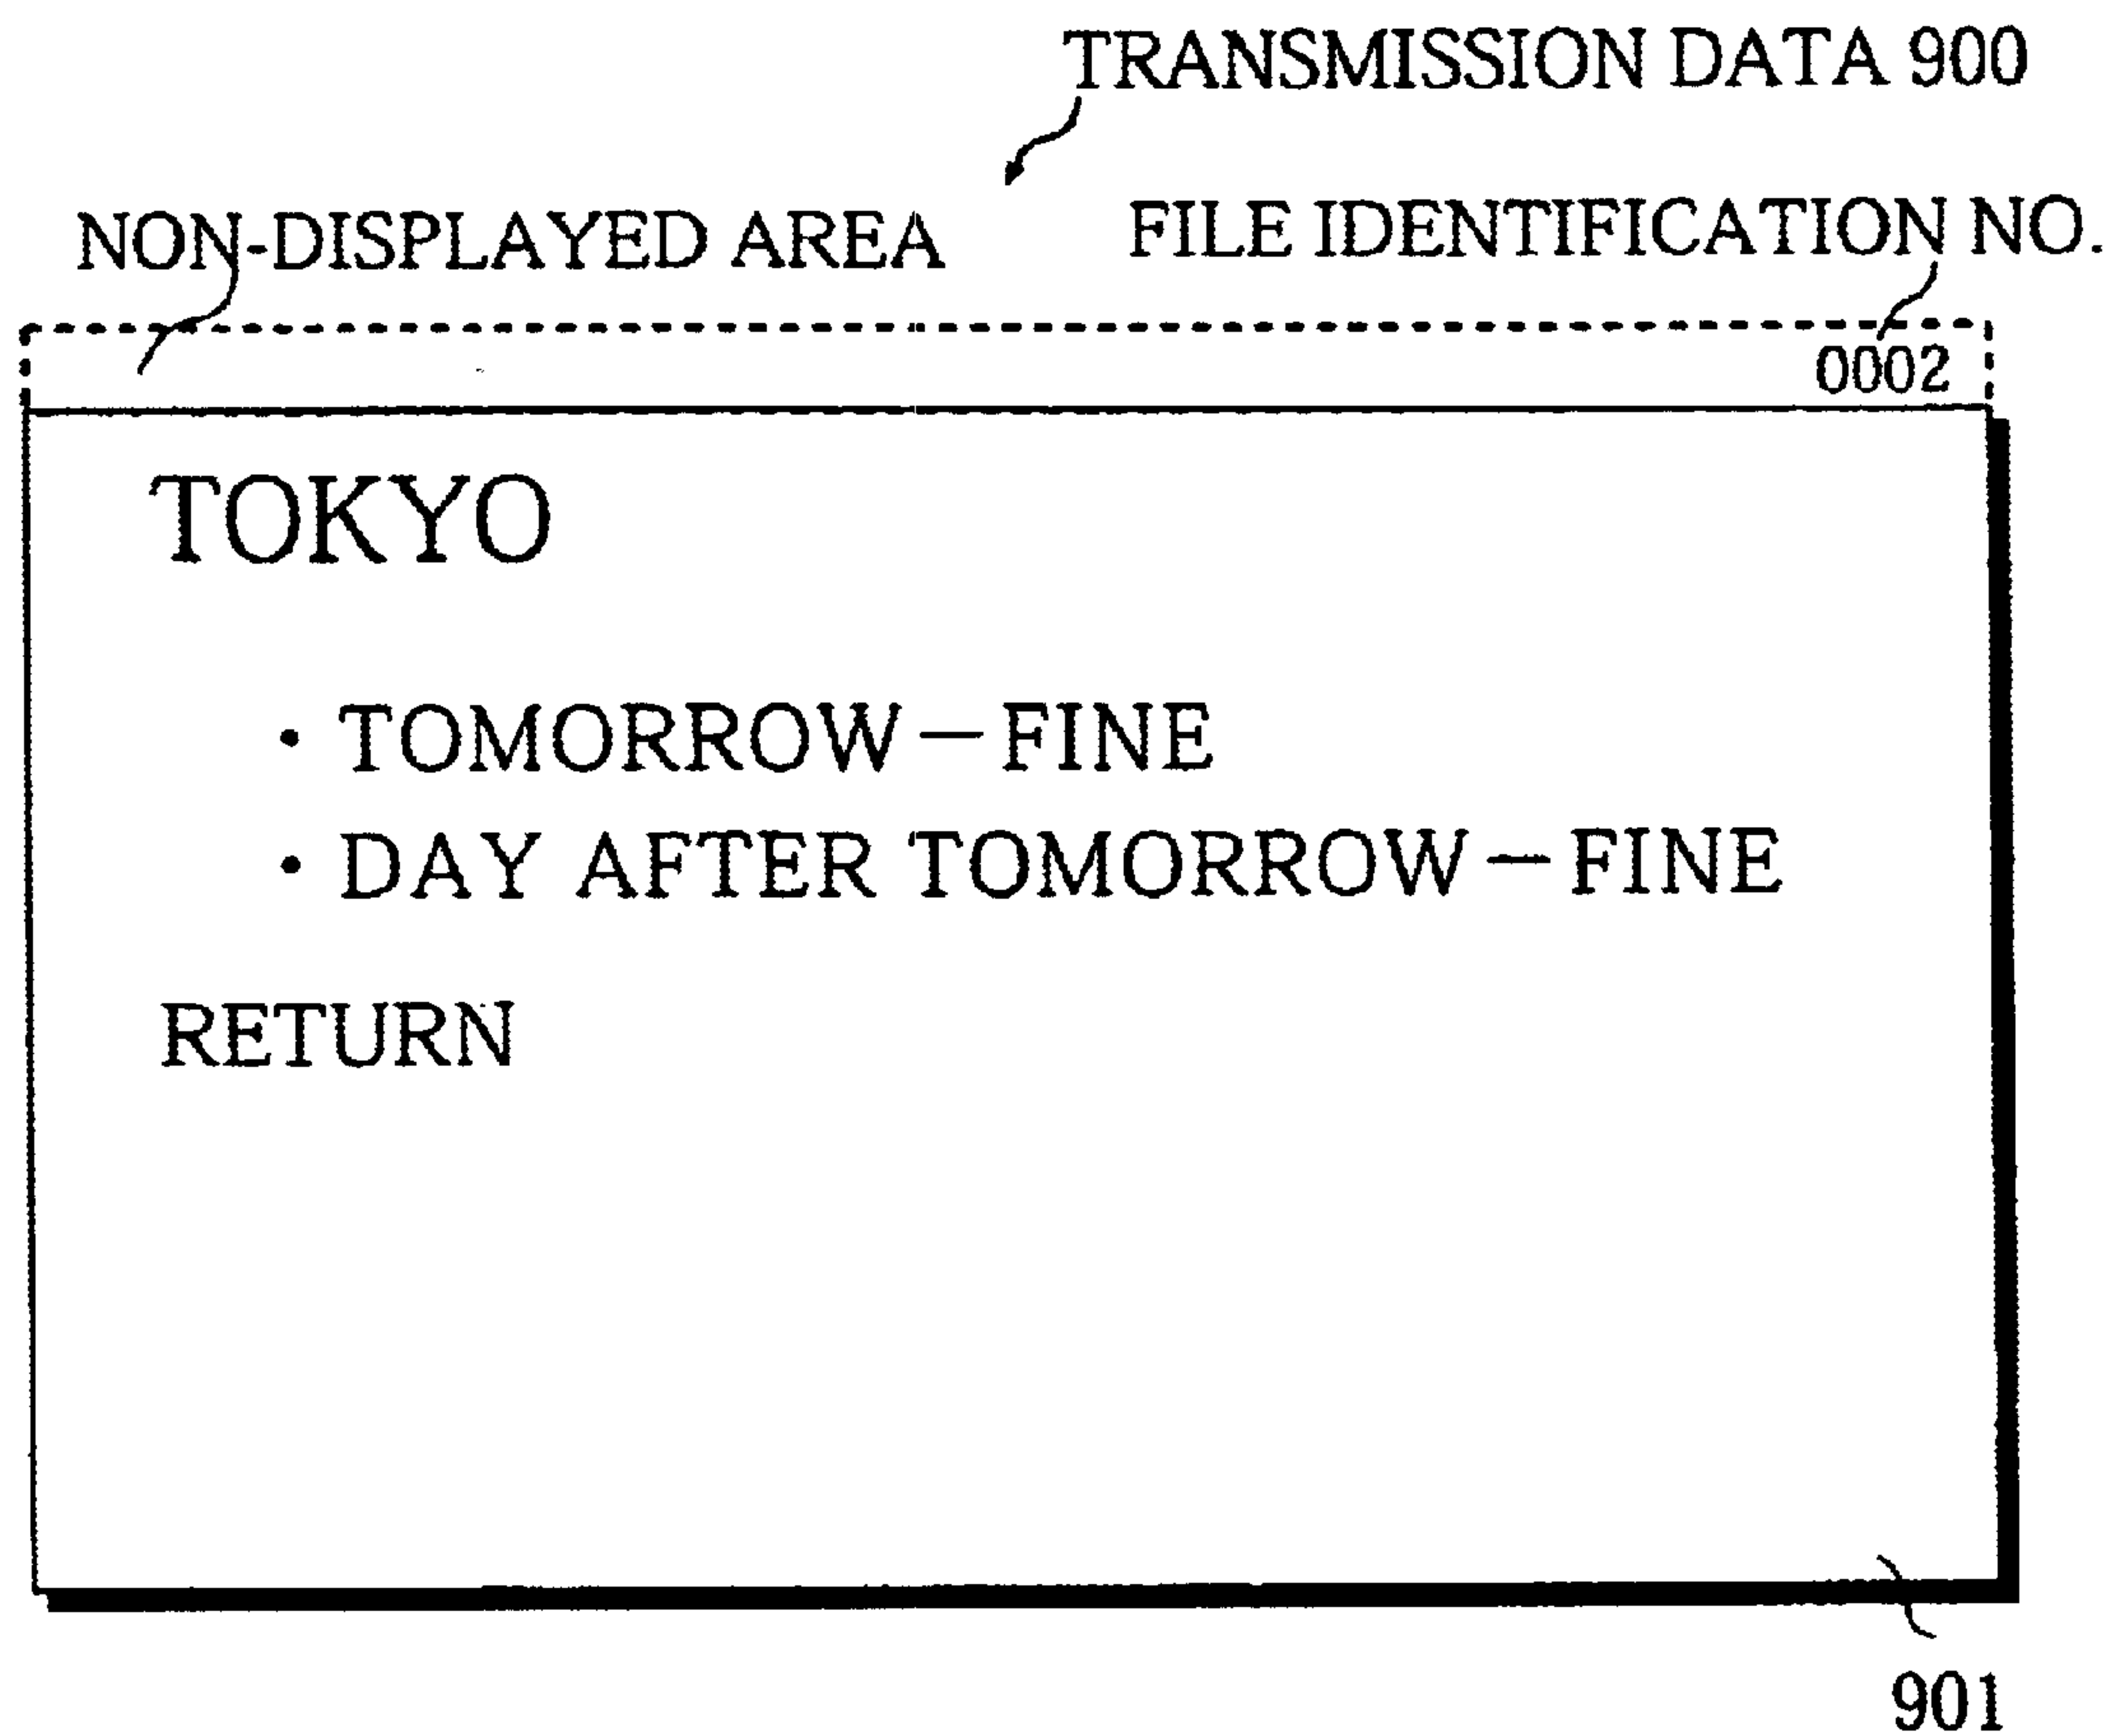 TRANSMISSION DATA 900
NON-DISPLAYED AREA
FILE IDENTIFICATION NO.
0002
TOKYO
· TOMORROW—FINE
· DAY AFTER TOMORROW—FINE
RETURN
901